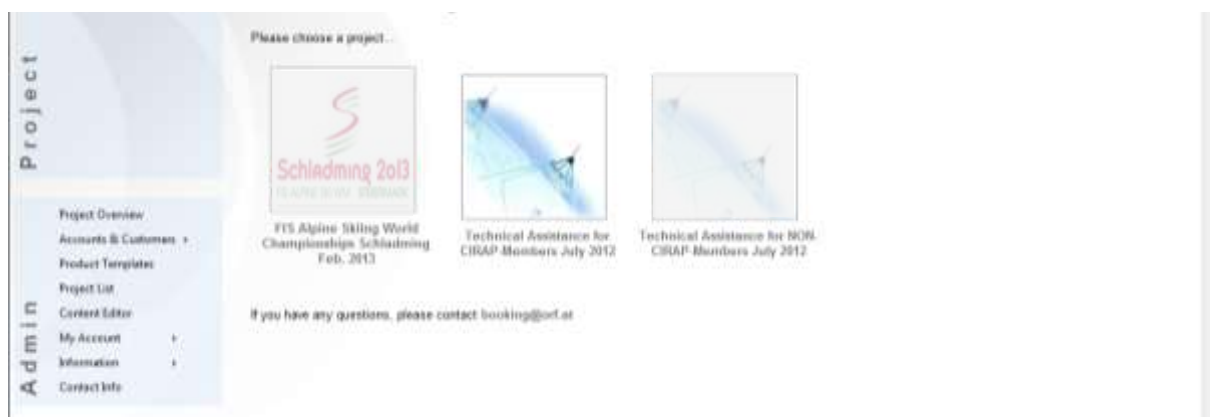 Project
Please choose a project...
Schladming 2013
FIS Alpine Skiing World
Championships Schladming
Feb. 2013
Technical Assistance for
CIRAP-Members July 2012
Technical Assistance for NON-
CIRAP-Members July 2012
If you have any questions, please contact booking@orf.at
Admin
Project Overview
Accounts & Customers
Product Templates
Project List
Content Editor
My Account
Information
Contact Info